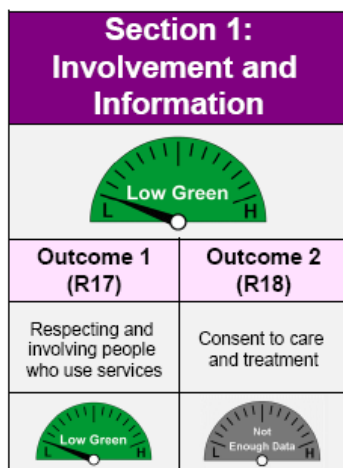 Section 1:
Involvement and
Information
Low Green
L H
Outcome 1
(R17)
Outcome 2
(R18)
Respecting and
involving people
who use services
Consent to care
and treatment
Low Green
L H
Not
Enough Data
L H